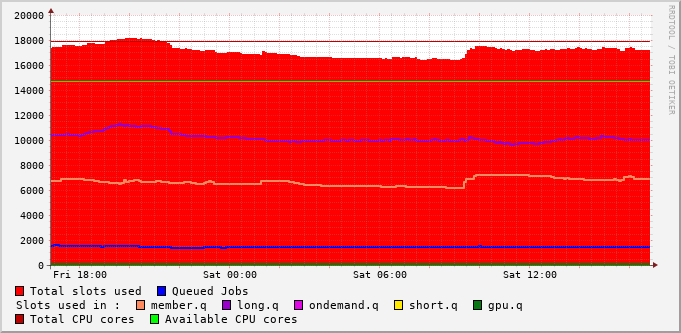 20000
18000
16000
14000
12000
10000
8000
6000
4000
2000
0
Fri 18:00 Sat 00:00 Sat 06:00 Sat 12:00
RRDTOOL / TOBI OETIKER
Total slots used Queued Jobs
Slots used in : member.q long.q ondemand.q short.q gpu.q
Total CPU cores Available CPU cores